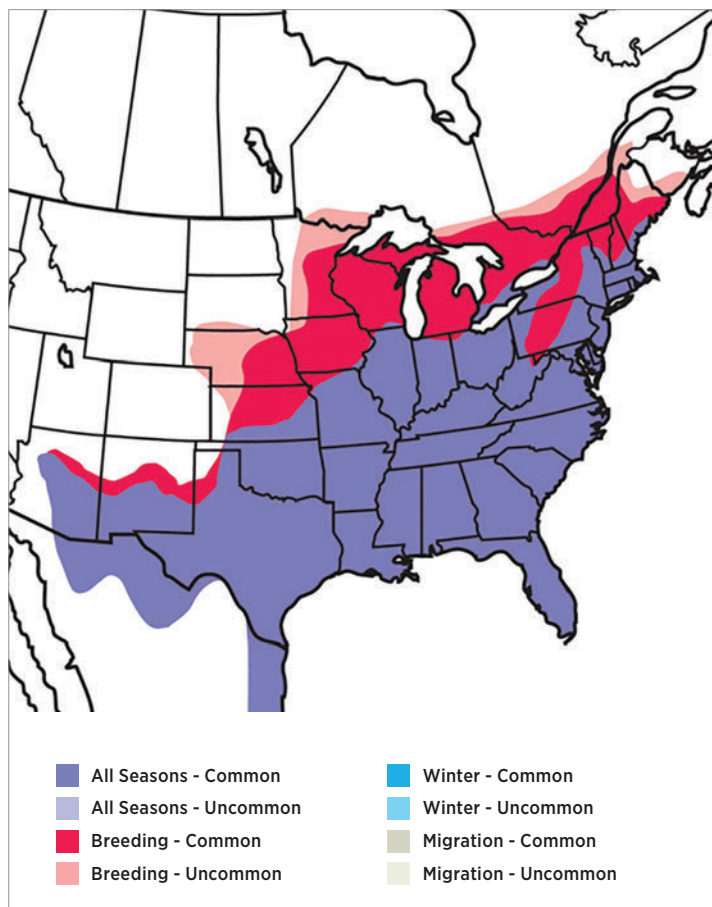 All Seasons - Common
All Seasons - Uncommon
Breeding - Common
Breeding - Uncommon
Winter - Common
Winter - Uncommon
Migration - Common
Migration - Uncommon